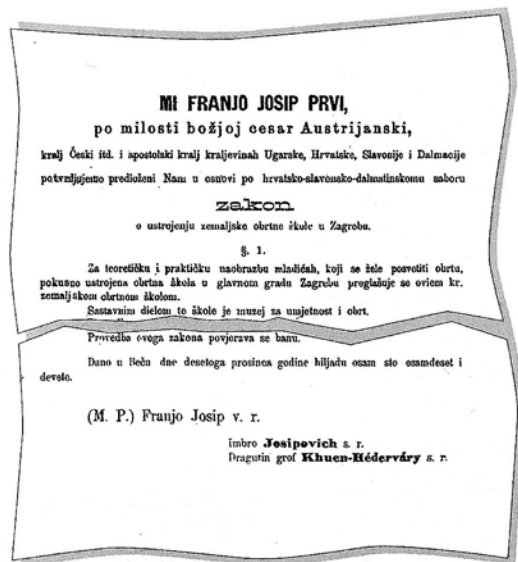 MI FRANJO JOSIP PRVI,
po milosti božjoj cesar Austrijanski,
kralj Česki itd. i apostolski kralj kraljevinah Ugarske, Hrvatske, Slavonije i Dalmacije
potvrdjujemo predloženi Nam u osnovi po hrvatsko-slavonsko-dalmatinskomu saboru
zakon
o ustrojenju zemaljske obrtne škole u Zagrebu.
§. 1.
Za teoretičku i praktičku naobrazbu mladićah, koji se žele posvetiti obrtu,
pokusno ustrojena obrtna škola u glavnom gradu Zagrebu proglašuje se oviem kr.
zemaljskom obrtnom školom.
Sastavnim dielom te škole je muzej za umjetnost i obrt.
Provedba ovoga zakona povjerava se banu.
Dano u Beču dne desetoga prosinca godine hiljadu osam sto osamdeset i
deveto.
(M. P.) Franjo Josip v. r.
imbro Josipovich s. r.
Dragutin grof Khuen-Héderváry s. r.